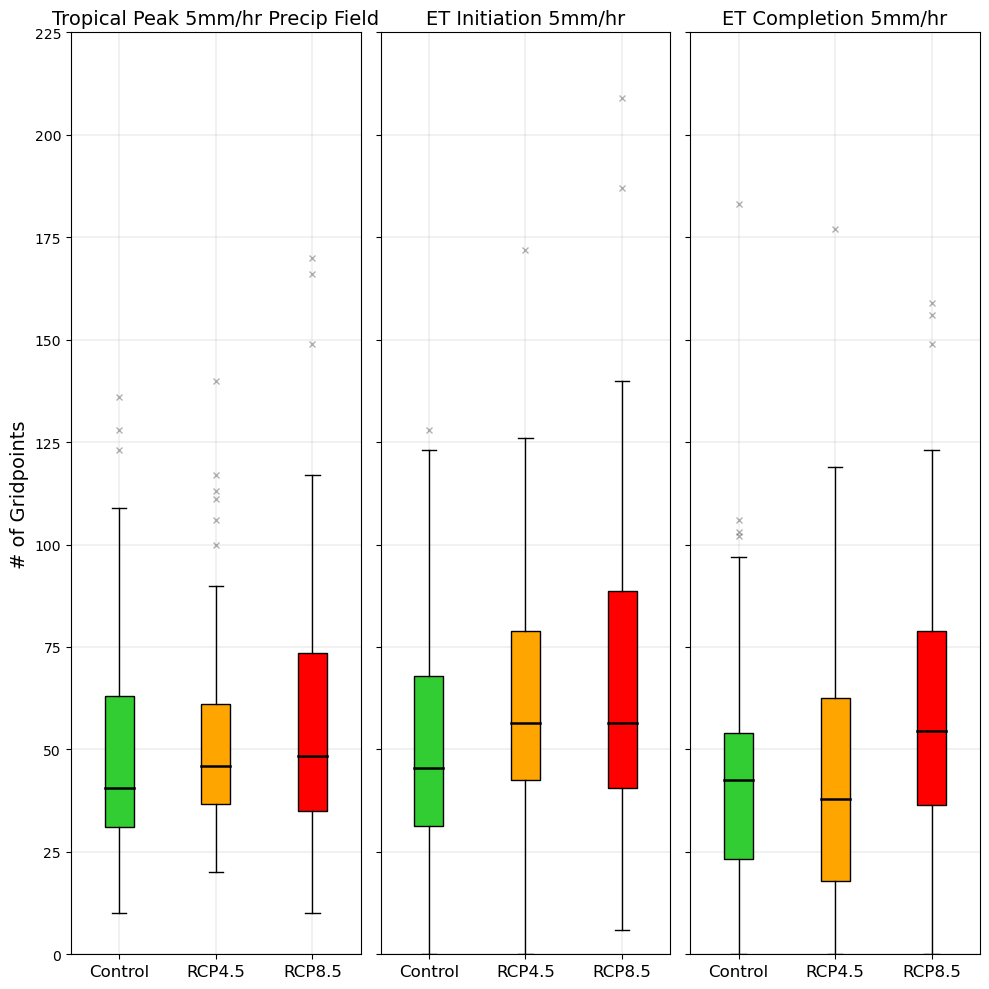 Tropical Peak 5mm/hr Precip Field
ET Initiation 5mm/hr
ET Completion 5mm/hr
# of Gridpoints
225
200
175
150
125
100
75
50
25
0
Control RCP4.5 RCP8.5
Control RCP4.5 RCP8.5
Control RCP4.5 RCP8.5